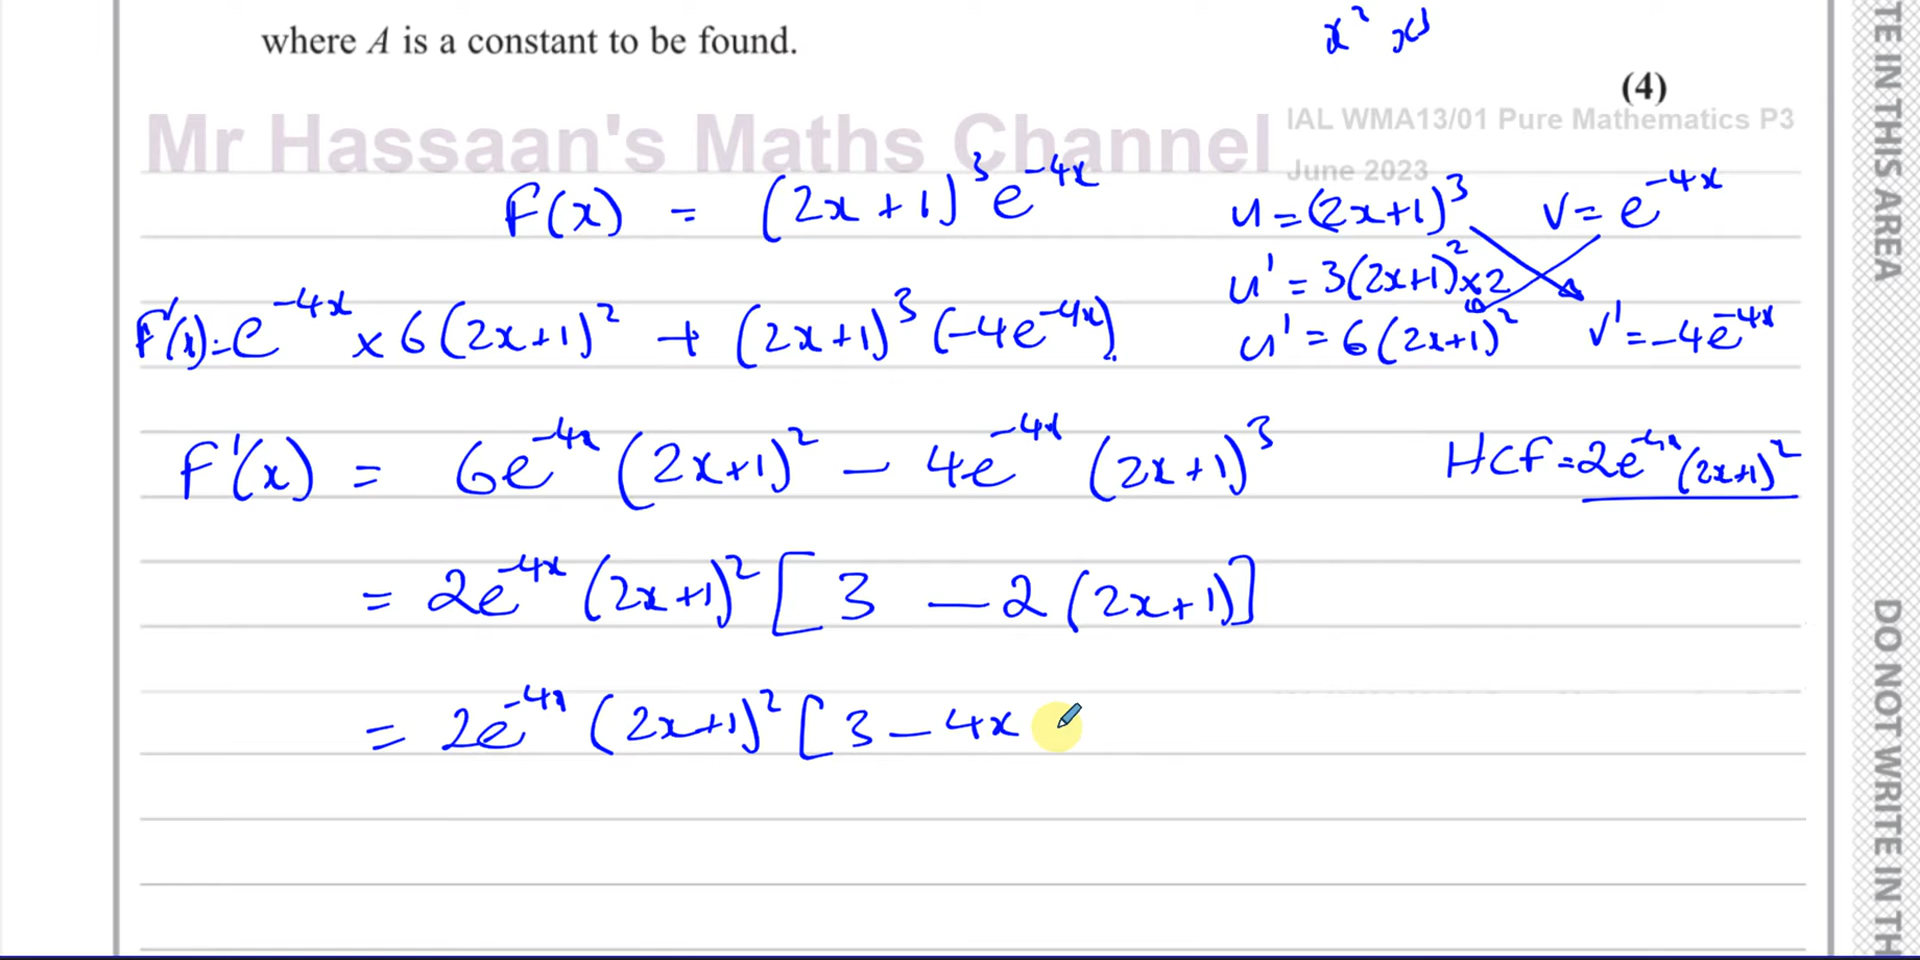 where A is a constant to be found.
x² x³
(4)
Mr Hassaan's Maths Channel
IAL WMA13/01 Pure Mathematics P3
June 2023
f(x) = (2x+1)³e⁻⁴ˣ
u = (2x+1)³ v = e⁻⁴ˣ
u' = 3(2x+1)²×2
f'(x) = e⁻⁴ˣ × 6(2x+1)² + (2x+1)³(-4e⁻⁴ˣ)
u' = 6(2x+1)² v' = -4e⁻⁴ˣ
f'(x) = 6e⁻⁴ˣ(2x+1)² - 4e⁻⁴ˣ(2x+1)³
HCF = 2e⁻⁴ˣ(2x+1)²
= 2e⁻⁴ˣ(2x+1)²[3 - 2(2x+1)]
= 2e⁻⁴ˣ(2x+1)²[3 - 4x
TE IN THIS AREA
DO NOT WRITE IN TH